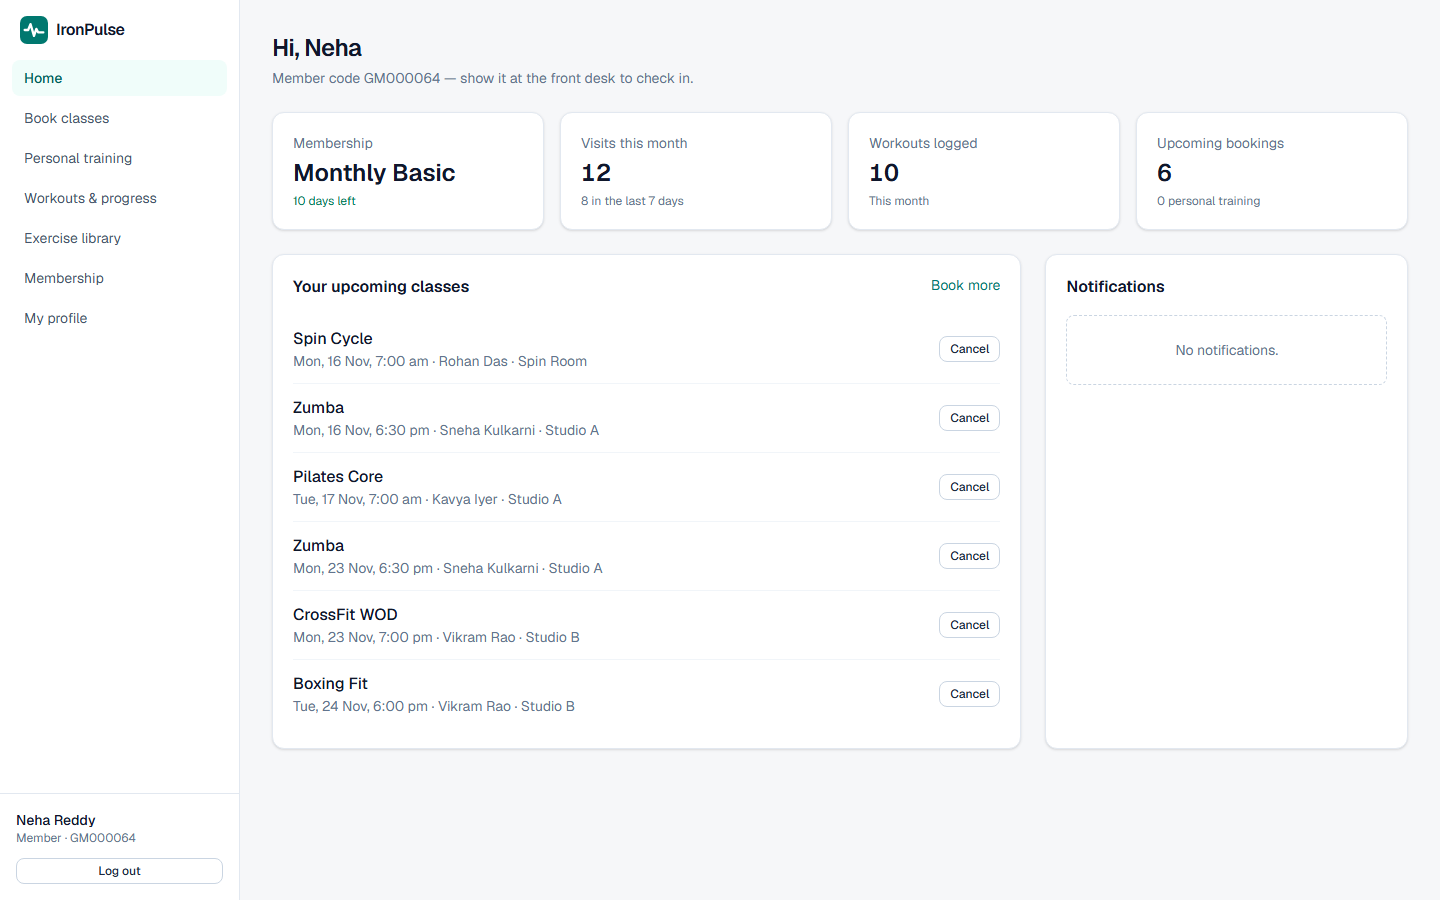 IronPulse
Home
Book classes
Personal training
Workouts & progress
Exercise library
Membership
My profile
Neha Reddy
Member · GM000064
Log out
Hi, Neha
Member code GM000064 — show it at the front desk to check in.
Membership
Monthly Basic
10 days left
Visits this month
12
8 in the last 7 days
Workouts logged
10
This month
Upcoming bookings
6
0 personal training
Your upcoming classes
Book more
Spin Cycle
Mon, 16 Nov, 7:00 am · Rohan Das · Spin Room
Cancel
Zumba
Mon, 16 Nov, 6:30 pm · Sneha Kulkarni · Studio A
Cancel
Pilates Core
Tue, 17 Nov, 7:00 am · Kavya Iyer · Studio A
Cancel
Zumba
Mon, 23 Nov, 6:30 pm · Sneha Kulkarni · Studio A
Cancel
CrossFit WOD
Mon, 23 Nov, 7:00 pm · Vikram Rao · Studio B
Cancel
Boxing Fit
Tue, 24 Nov, 6:00 pm · Vikram Rao · Studio B
Cancel
Notifications
No notifications.